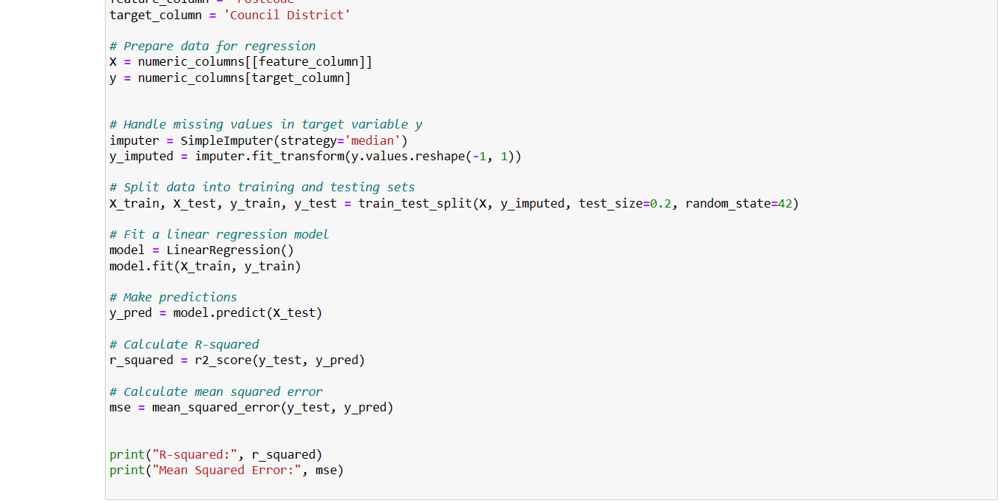 feature_column = 'Postcode'
target_column = 'Council District'
# Prepare data for regression
X = numeric_columns[[feature_column]]
y = numeric_columns[target_column]
# Handle missing values in target variable y
imputer = SimpleImputer(strategy='median')
y_imputed = imputer.fit_transform(y.values.reshape(-1, 1))
# Split data into training and testing sets
X_train, X_test, y_train, y_test = train_test_split(X, y_imputed, test_size=0.2, random_state=42)
# Fit a linear regression model
model = LinearRegression()
model.fit(X_train, y_train)
# Make predictions
y_pred = model.predict(X_test)
# Calculate R-squared
r_squared = r2_score(y_test, y_pred)
# Calculate mean squared error
mse = mean_squared_error(y_test, y_pred)
print("R-squared:", r_squared)
print("Mean Squared Error:", mse)